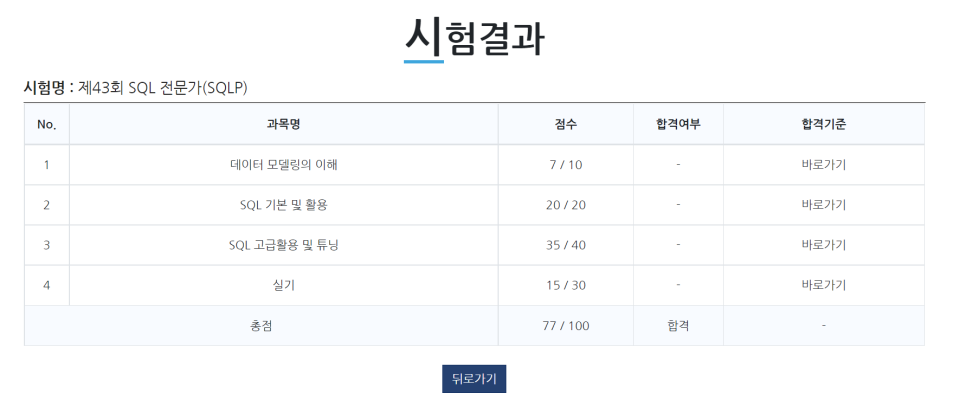 시험결과
시험명 : 제43회 SQL 전문가(SQLP)
No. 과목명 점수 합격여부 합격기준
1 데이터 모델링의 이해 7 / 10 - 바로가기
2 SQL 기본 및 활용 20 / 20 - 바로가기
3 SQL 고급활용 및 튜닝 35 / 40 - 바로가기
4 실기 15 / 30 - 바로가기
총점 77 / 100 합격 -
뒤로가기